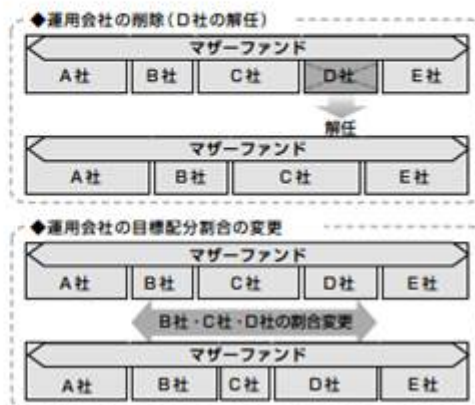 ◆運用会社の削除(D社の解任)
マザーファンド
A社 B社 C社 D社 E社
解任
マザーファンド
A社 B社 C社 E社
◆運用会社の目標配分割合の変更
マザーファンド
A社 B社 C社 D社 E社
B社・C社・D社の割合変更
マザーファンド
A社 B社 C社 D社 E社